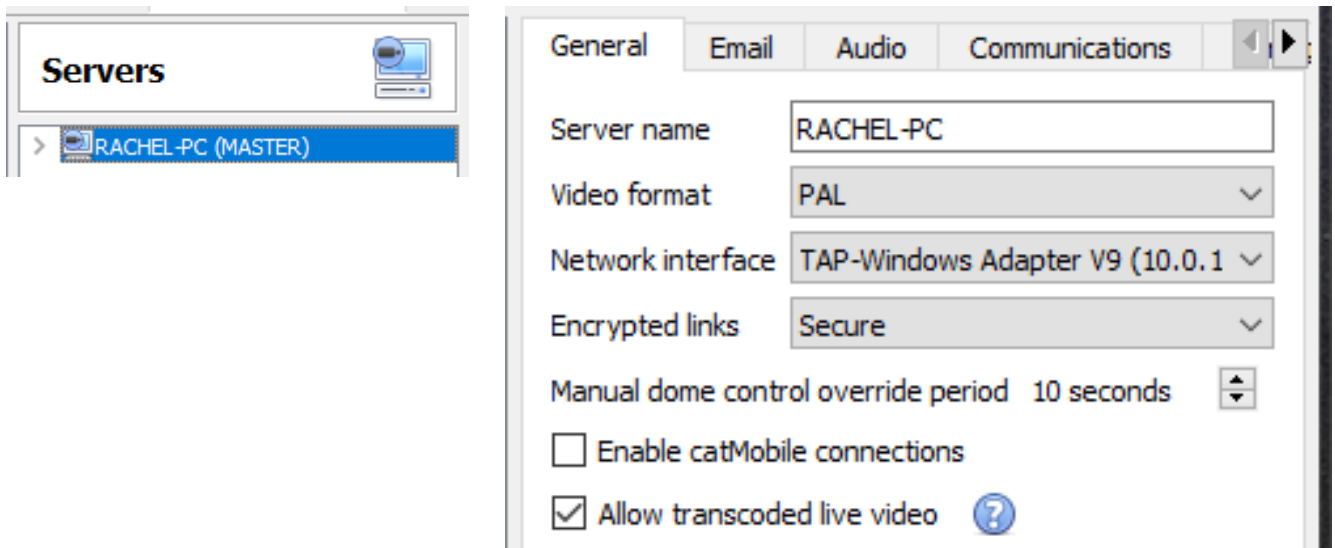 Servers
RACHEL-PC (MASTER)
General Email Audio Communications
Server name RACHEL-PC
Video format PAL
Network interface TAP-Windows Adapter V9 (10.0.1
Encrypted links Secure
Manual dome control override period 10 seconds
Enable catMobile connections
Allow transcoded live video